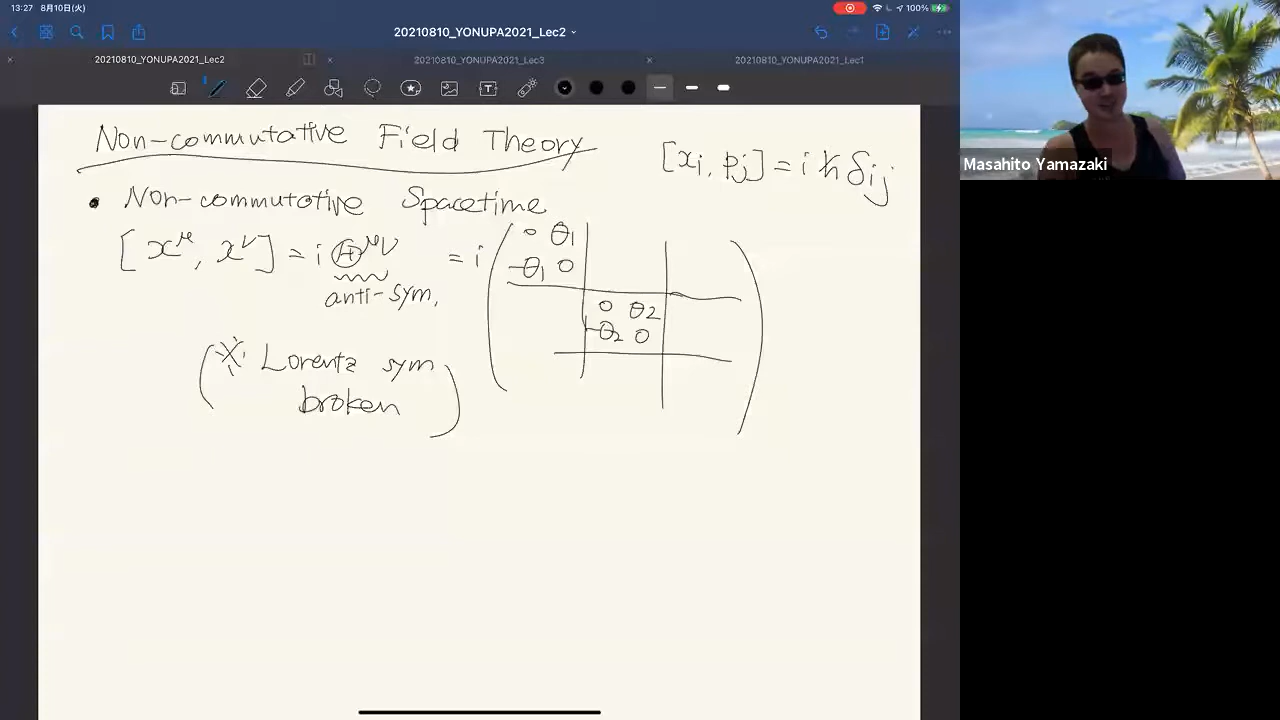 13:27 8月10日(火)
100%
20210810_YONUPA2021_Lec2
20210810_YONUPA2021_Lec2
20210810_YONUPA2021_Lec3
20210810_YONUPA2021_Lec1
Non-commutative Field Theory
[xi, pj] = iħδij
• Non-commutative Spacetime
[x^μ, x^ν] = i Θ^μν = i
0 θ1
-θ1 0
anti-sym,
0 θ2
-θ2 0
(※ Lorentz sym
broken)
Masahito Yamazaki